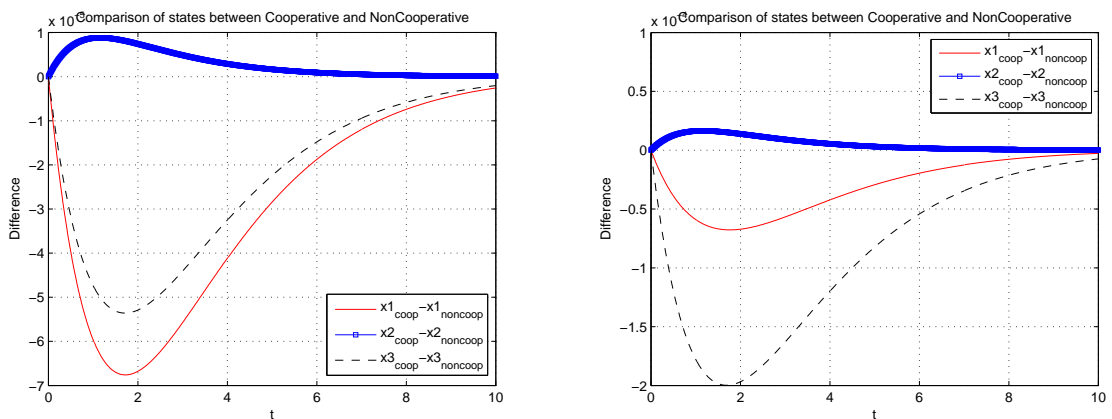 Comparison of states between Cooperative and NonCooperative
x 10
1
0
−1
−2
−3
−4
−5
−6
−7
Difference
0 2 4 6 8 10
t
x1coop−x1noncoop
x2coop−x2noncoop
x3coop−x3noncoop
Comparison of states between Cooperative and NonCooperative
x 10
1
0.5
0
−0.5
−1
−1.5
−2
Difference
0 2 4 6 8 10
t
x1coop−x1noncoop
x2coop−x2noncoop
x3coop−x3noncoop